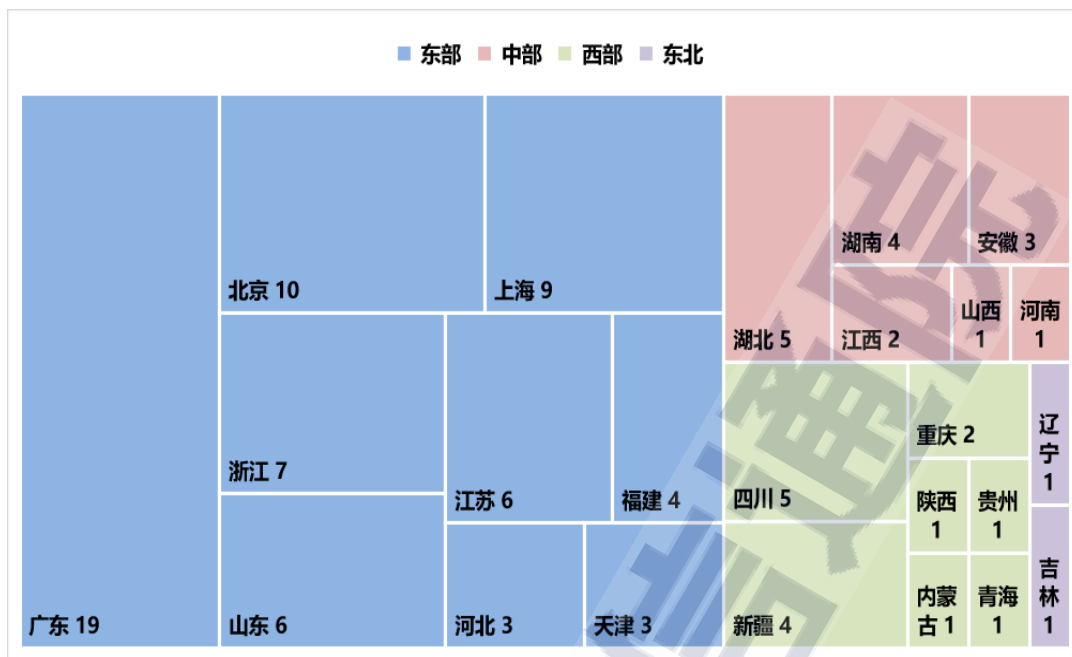 东部 中部 西部 东北
广东 19
北京 10
上海 9
浙江 7
山东 6
江苏 6
福建 4
河北 3
天津 3
湖北 5
湖南 4
安徽 3
江西 2
山西
1
河南
1
四川 5
新疆 4
重庆 2
陕西
1
贵州
1
内蒙
古 1
青海
1
辽
宁
1
吉
林
1
信通院